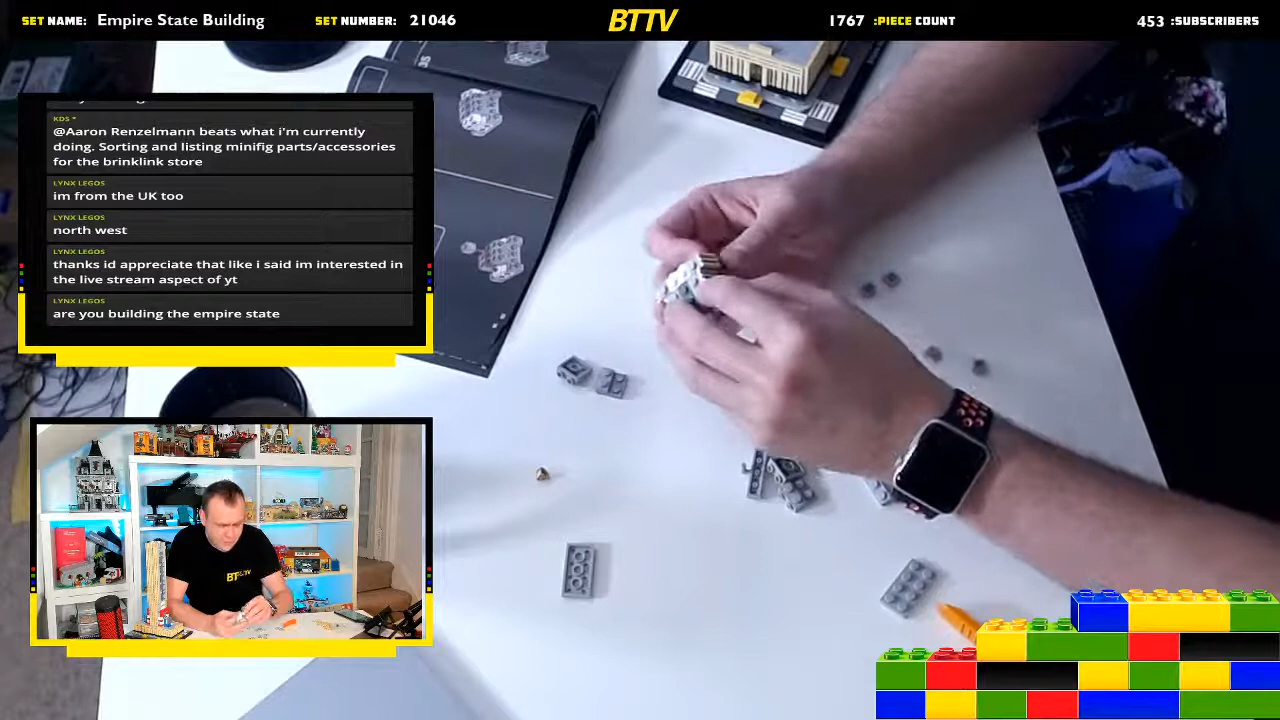 SET NAME: Empire State Building SET NUMBER: 21046 BTTV 1767 :PIECE COUNT 453 :SUBSCRIBERS
KDS *
@Aaron Renzelmann beats what i'm currently
doing. Sorting and listing minifig parts/accessories
for the brinklink store
LYNX LEGOS
im from the UK too
LYNX LEGOS
north west
LYNX LEGOS
thanks id appreciate that like i said im interested in
the live stream aspect of yt
LYNX LEGOS
are you building the empire state